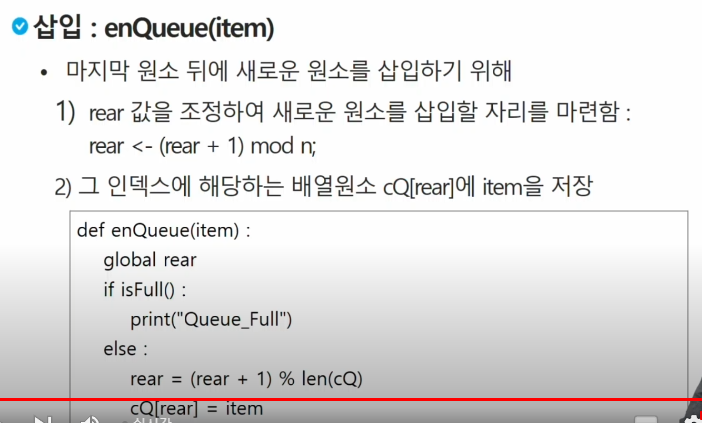 삽입 : enQueue(item)
• 마지막 원소 뒤에 새로운 원소를 삽입하기 위해
1) rear 값을 조정하여 새로운 원소를 삽입할 자리를 마련함 :
rear <- (rear + 1) mod n;
2) 그 인덱스에 해당하는 배열원소 cQ[rear]에 item을 저장
def enQueue(item) :
global rear
if isFull() :
print("Queue_Full")
else :
rear = (rear + 1) % len(cQ)
cQ[rear] = item